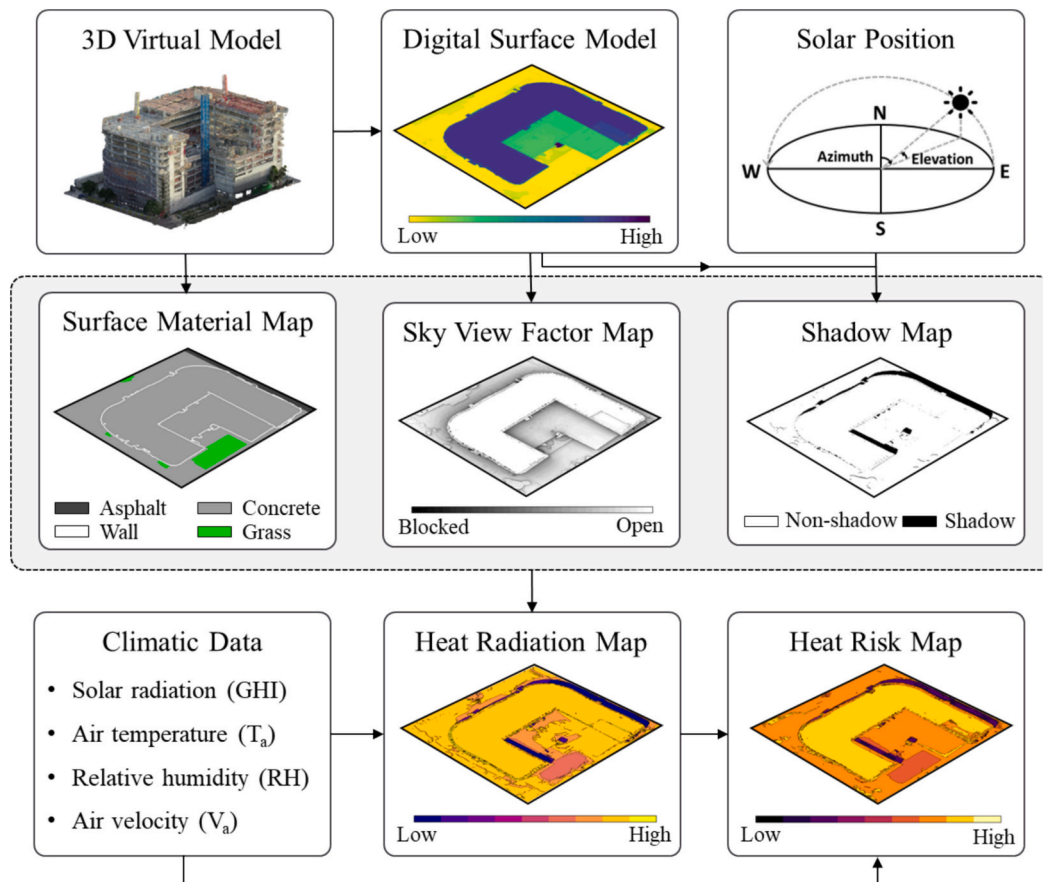 3D Virtual Model
Digital Surface Model
Low High
Solar Position
N
W E
S
Azimuth Elevation
Surface Material Map
Asphalt Concrete
Wall Grass
Sky View Factor Map
Blocked Open
Shadow Map
Non-shadow Shadow
Climatic Data
• Solar radiation (GHI)
• Air temperature (Ta)
• Relative humidity (RH)
• Air velocity (Va)
Heat Radiation Map
Low High
Heat Risk Map
Low High